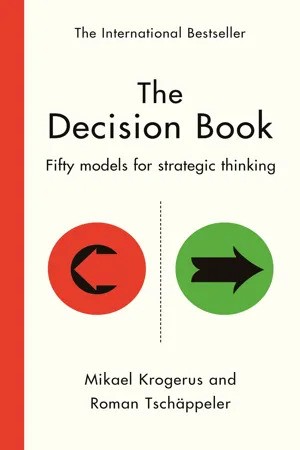 The International Bestseller
The
Decision Book
Fifty models for strategic thinking
Mikael Krogerus and
Roman Tschäppeler